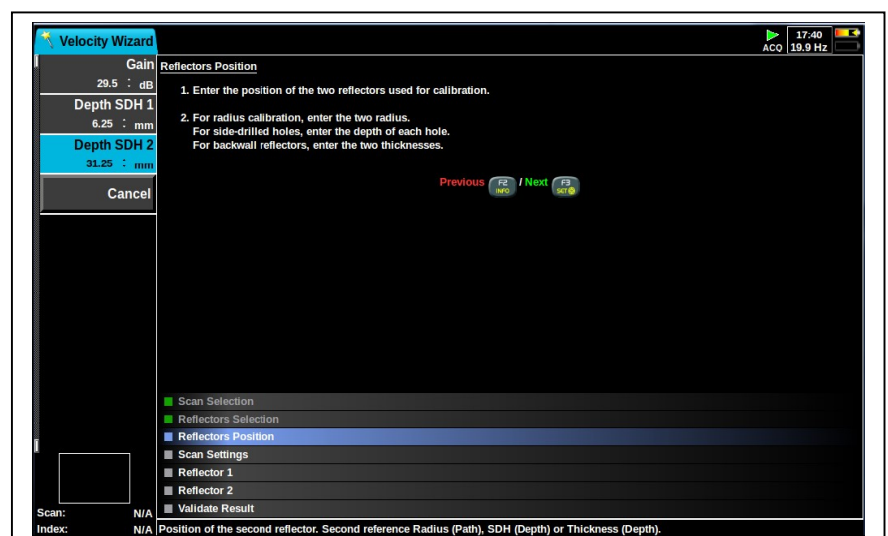 Velocity Wizard
ACQ
17:40
19.9 Hz
Gain
29.5 : dB
Depth SDH 1
6.25 : mm
Depth SDH 2
31.25 : mm
Cancel
Reflectors Position
1. Enter the position of the two reflectors used for calibration.
2. For radius calibration, enter the two radius.
For side-drilled holes, enter the depth of each hole.
For backwall reflectors, enter the two thicknesses.
Previous F2 INFO / Next F3 SET
Scan Selection
Reflectors Selection
Reflectors Position
Scan Settings
Reflector 1
Reflector 2
Validate Result
Scan: N/A
Index: N/A
Position of the second reflector. Second reference Radius (Path), SDH (Depth) or Thickness (Depth).